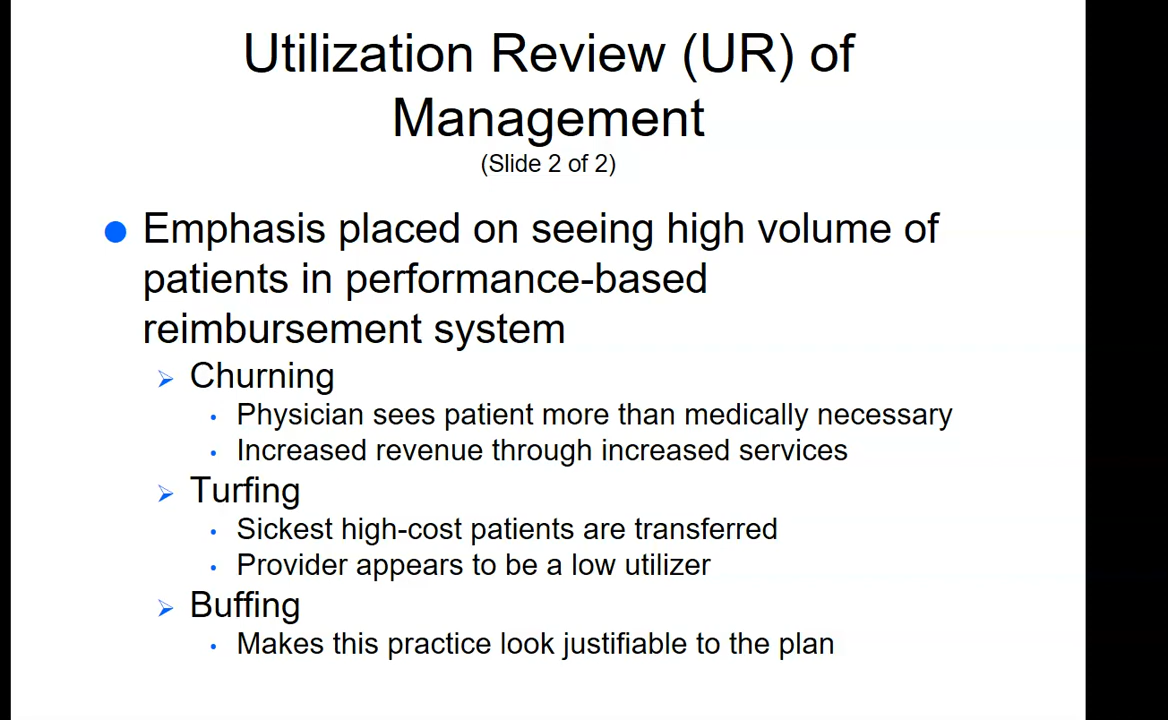 Utilization Review (UR) of
Management
(Slide 2 of 2)
Emphasis placed on seeing high volume of
patients in performance-based
reimbursement system
Churning
Physician sees patient more than medically necessary
Increased revenue through increased services
Turfing
Sickest high-cost patients are transferred
Provider appears to be a low utilizer
Buffing
Makes this practice look justifiable to the plan